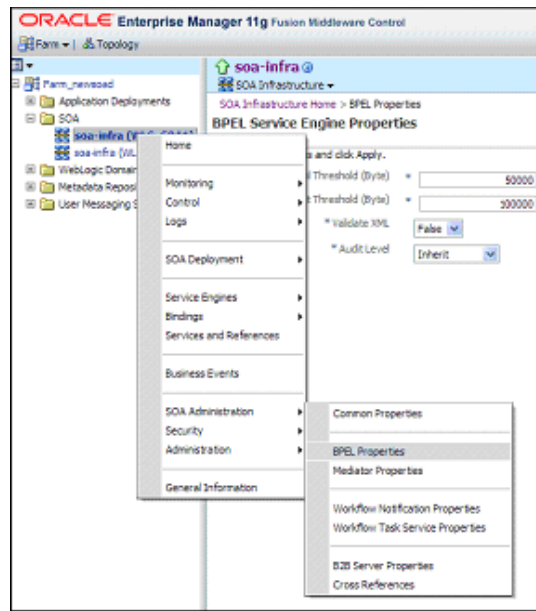 ORACLE Enterprise Manager 11g Fusion Middleware Control
Farm | Topology
Farm_newsoad
Application Deployments
SOA
soa-infra
soa-infra (WL
WebLogic Domain
Metadata Reposi
User Messaging S
soa-infra
SOA Infrastructure
SOA Infrastructure Home > BPEL Properties
BPEL Service Engine Properties
s and click Apply.
Threshold (Byte) * 50000
Threshold (Byte) * 100000
* Validate XML False
* Audit Level Inherit
Home
Monitoring
Control
Logs
SOA Deployment
Service Engines
Bindings
Services and References
Business Events
SOA Administration
Security
Administration
General Information
Common Properties
BPEL Properties
Mediator Properties
Workflow Notification Properties
Workflow Task Service Properties
B2B Server Properties
Cross References